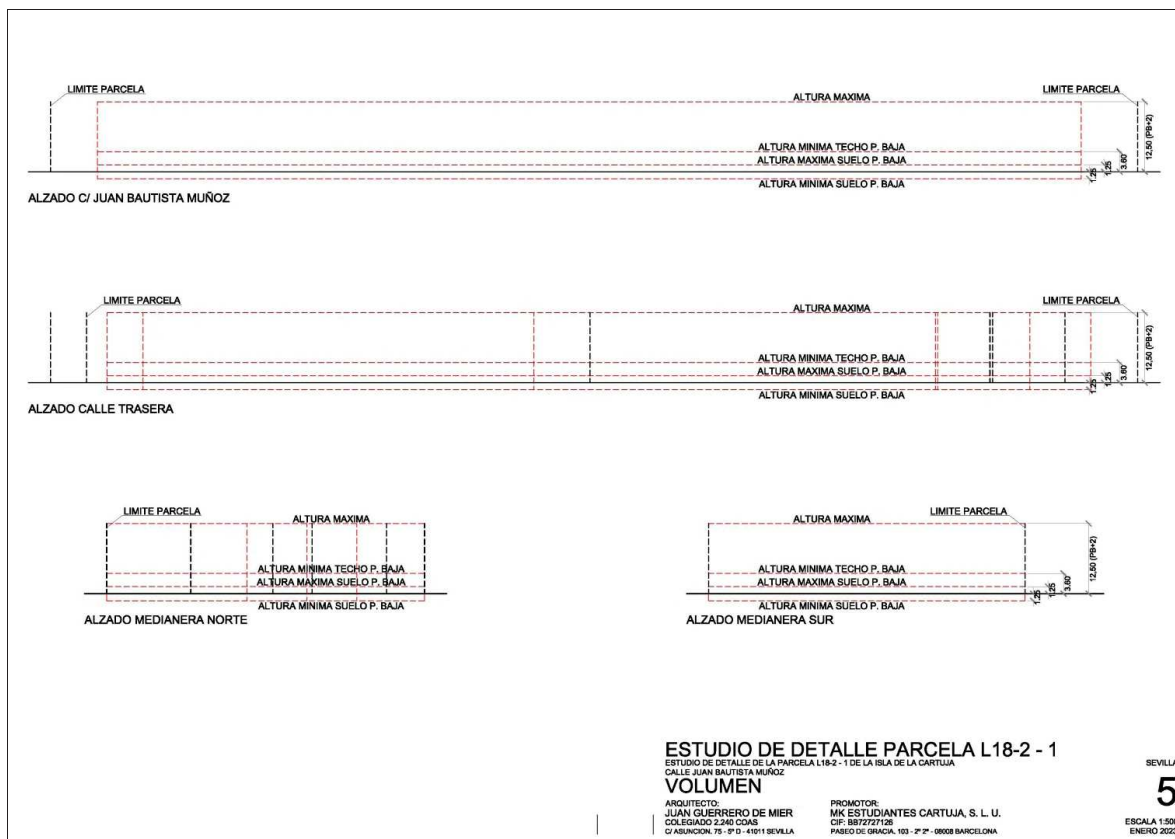 LIMITE PARCELA
ALTURA MAXIMA
LIMITE PARCELA
ALTURA MINIMA TECHO P. BAJA
ALTURA MAXIMA SUELO P. BAJA
ALTURA MINIMA SUELO P. BAJA
1.25
1.25
3.60
12,50 (PB+2)
ALZADO C/ JUAN BAUTISTA MUÑOZ
LIMITE PARCELA
ALTURA MAXIMA
LIMITE PARCELA
ALTURA MINIMA TECHO P. BAJA
ALTURA MAXIMA SUELO P. BAJA
ALTURA MINIMA SUELO P. BAJA
1.25
1.25
3.60
12,50 (PB+2)
ALZADO CALLE TRASERA
LIMITE PARCELA
ALTURA MAXIMA
ALTURA MINIMA TECHO P. BAJA
ALTURA MAXIMA SUELO P. BAJA
ALTURA MINIMA SUELO P. BAJA
ALZADO MEDIANERA NORTE
ALTURA MAXIMA
LIMITE PARCELA
ALTURA MINIMA TECHO P. BAJA
ALTURA MAXIMA SUELO P. BAJA
ALTURA MINIMA SUELO P. BAJA
1.25
1.25
3.60
12,50 (PB+2)
ALZADO MEDIANERA SUR
ESTUDIO DE DETALLE PARCELA L18-2 - 1
ESTUDIO DE DETALLE DE LA PARCELA L18-2 - 1 DE LA ISLA DE LA CARTUJA
CALLE JUAN BAUTISTA MUÑOZ
VOLUMEN
ARQUITECTO:
JUAN GUERRERO DE MIER
COLEGIADO 2.240 COAS
C/ ASUNCION, 75 - 5º D - 41011 SEVILLA
PROMOTOR:
MK ESTUDIANTES CARTUJA, S. L. U.
CIF: B872727126
PASEO DE GRACIA, 103 - 2ª 2ª - 08008 BARCELONA
SEVILLA
5
ESCALA
ENERO